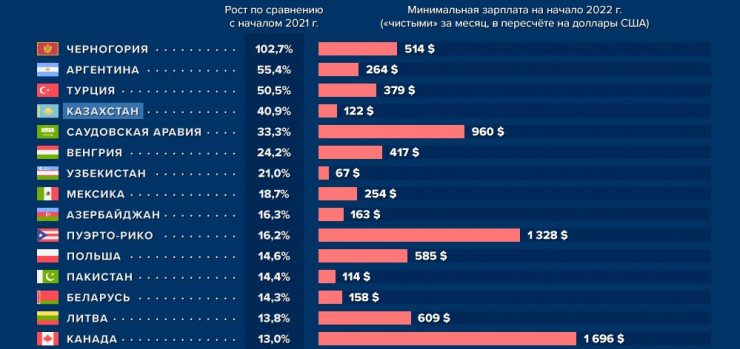 Рост по сравнению
с началом 2021 г.
Минимальная зарплата на начало 2022 г.
(«чистыми» за месяц, в пересчёте на доллары США)
ЧЕРНОГОРИЯ 102,7% 514 $
АРГЕНТИНА 55,4% 264 $
ТУРЦИЯ 50,5% 379 $
КАЗАХСТАН 40,9% 122 $
САУДОВСКАЯ АРАВИЯ 33,3% 960 $
ВЕНГРИЯ 24,2% 417 $
УЗБЕКИСТАН 21,0% 67 $
МЕКСИКА 18,7% 254 $
АЗЕРБАЙДЖАН 16,3% 163 $
ПУЭРТО-РИКО 16,2% 1 328 $
ПОЛЬША 14,6% 585 $
ПАКИСТАН 14,4% 114 $
БЕЛАРУСЬ 14,3% 158 $
ЛИТВА 13,8% 609 $
КАНАДА 13,0% 1 696 $